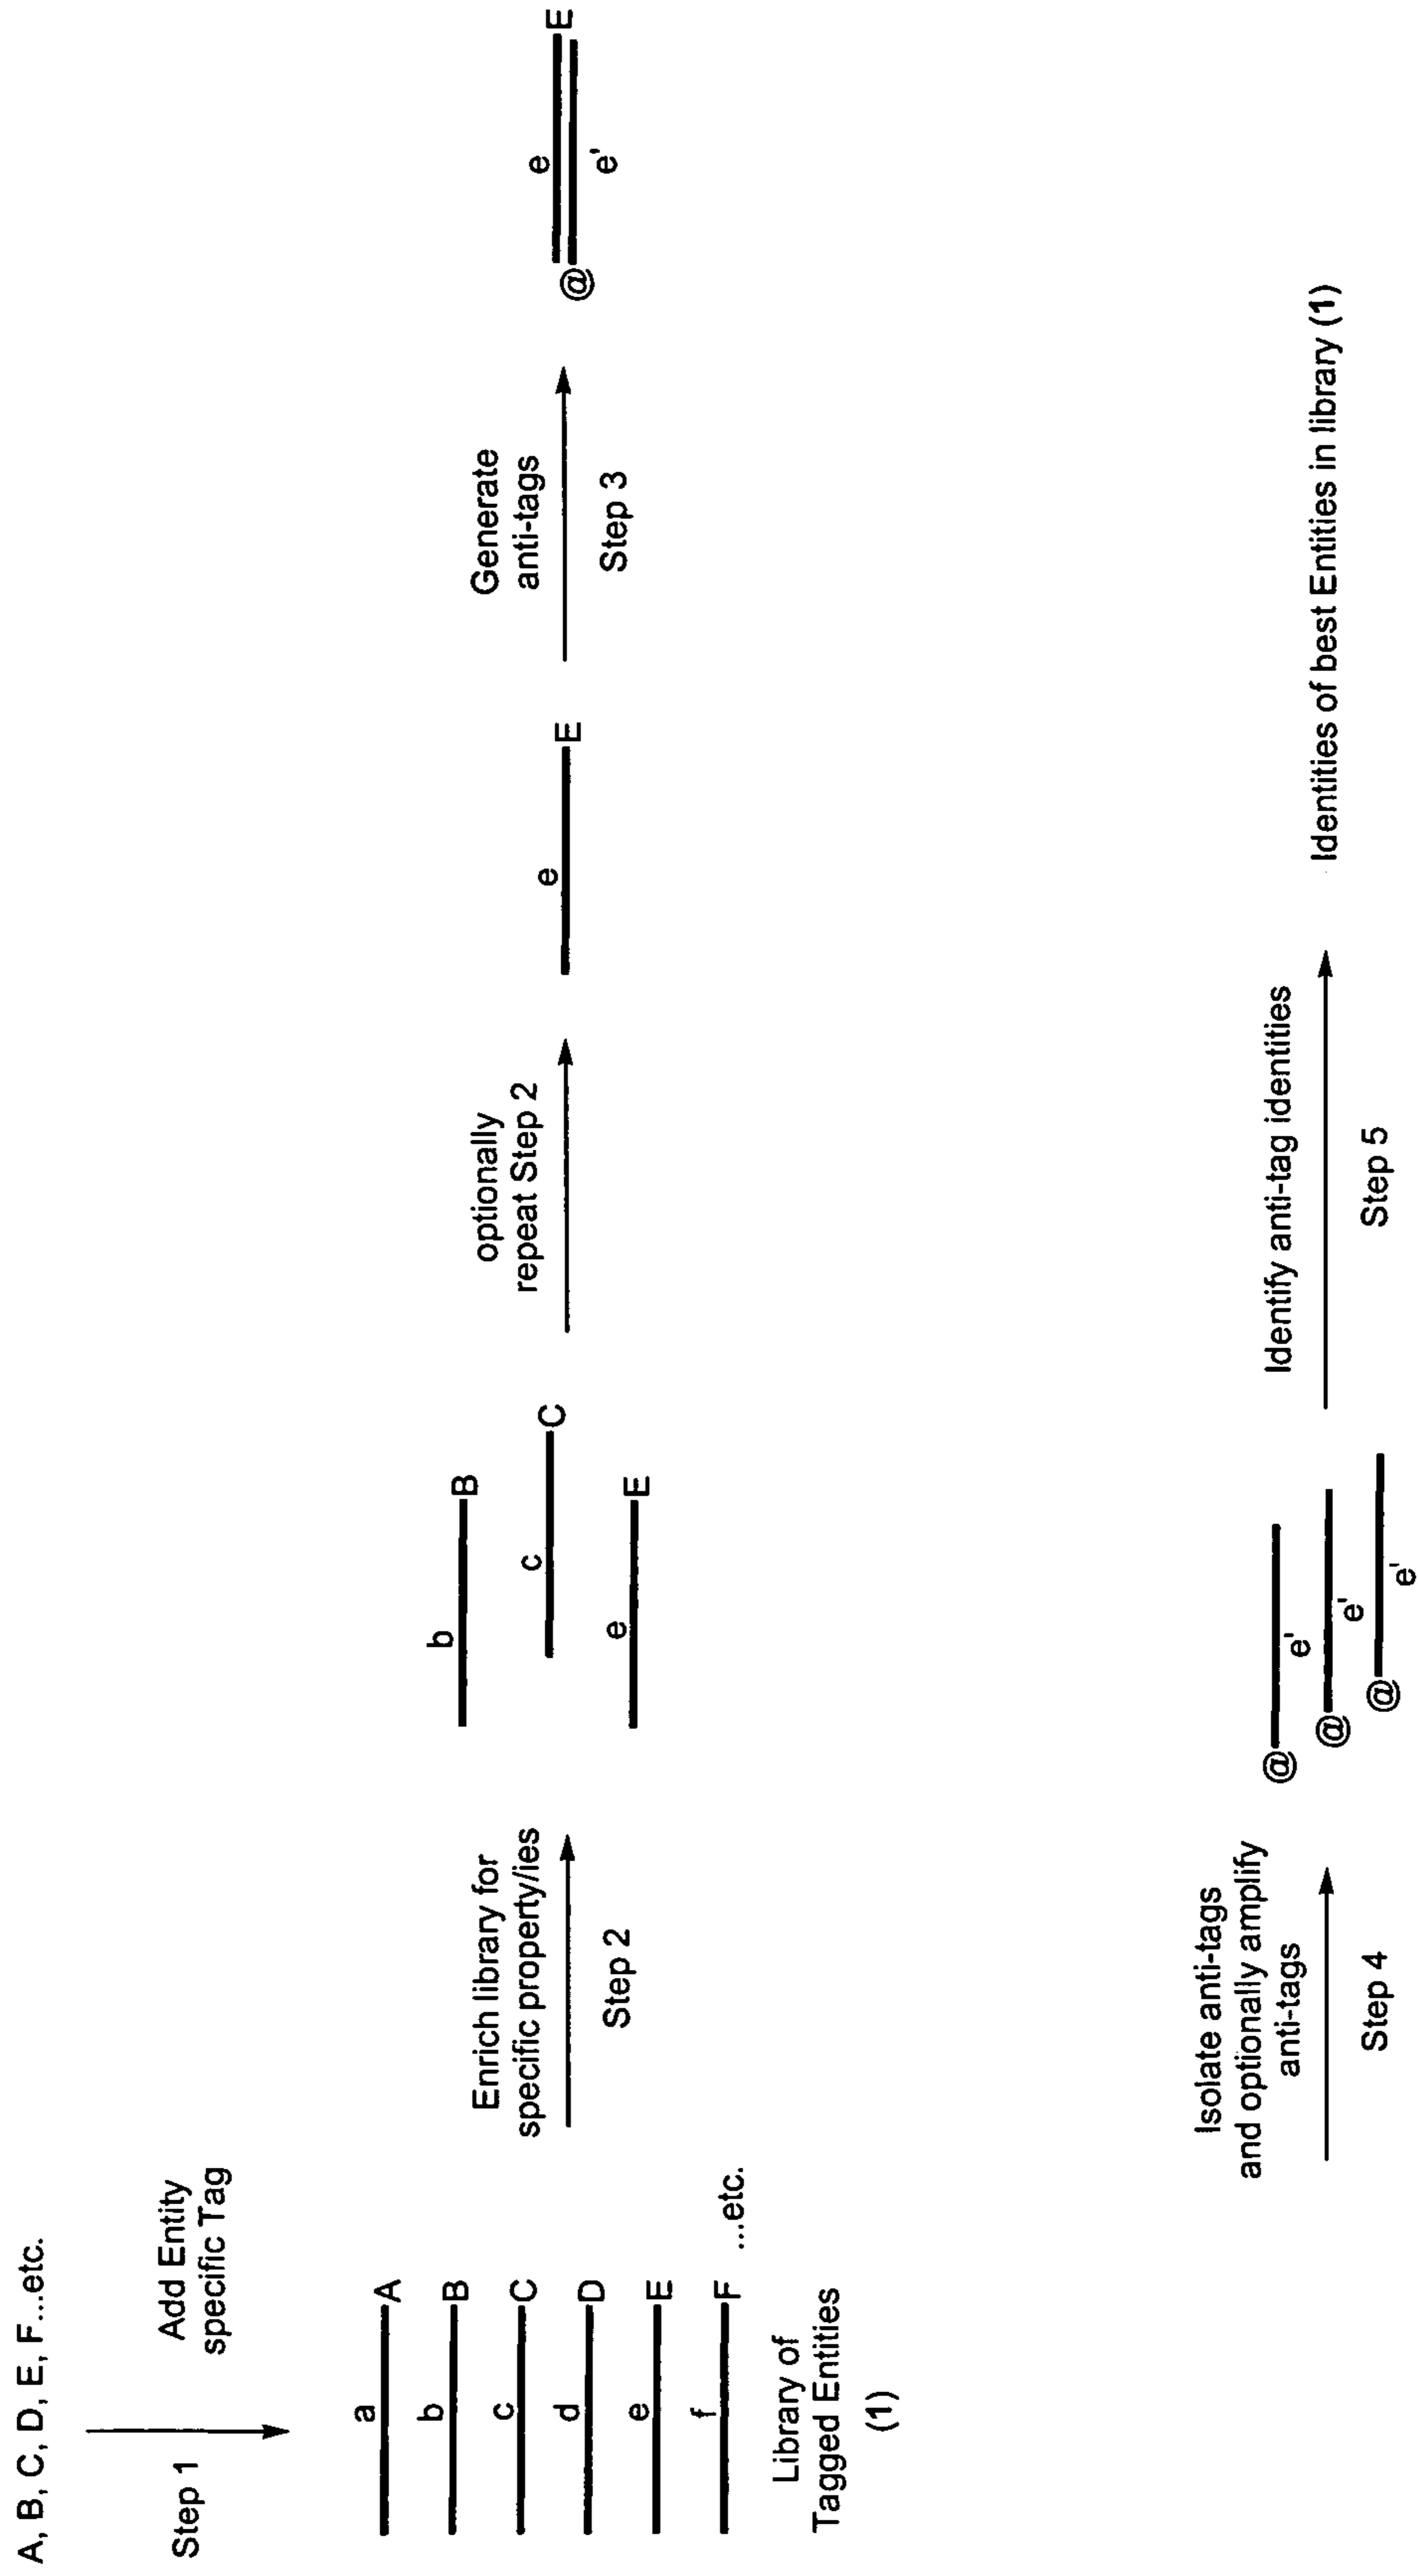 A, B, C, D, E, F...etc.
Step 1
Add Entity
specific Tag
a
A
b
B
c
C
d
D
e
E
f
F
...etc.
Library of
Tagged Entities
(1)
Enrich library for
specific property/ies
Step 2
b
B
c
C
e
E
optionally
repeat Step 2
e
E
Generate
anti-tags
Step 3
e
E
@
e'
Isolate anti-tags
and optionally amplify
anti-tags
Step 4
@
e'
@
e'
@
e'
Identify anti-tag identities
Step 5
Identities of best Entities in library (1)